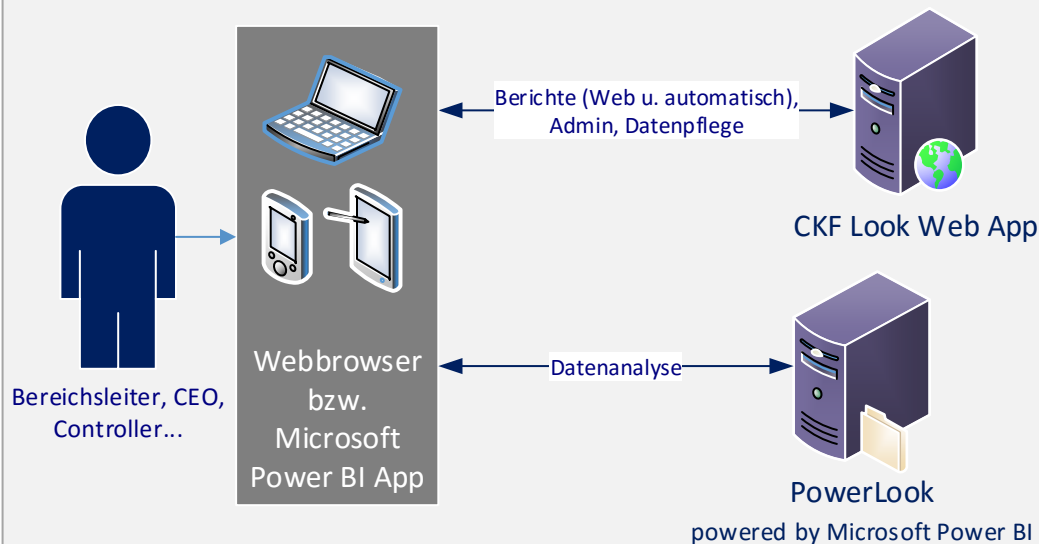 Berichte (Web u. automatisch),
Admin, Datenpflege
CKF Look Web App
Bereichsleiter, CEO,
Controller...
Webbrowser
bzw.
Microsoft
Power BI App
Datenanalyse
PowerLook
powered by Microsoft Power BI